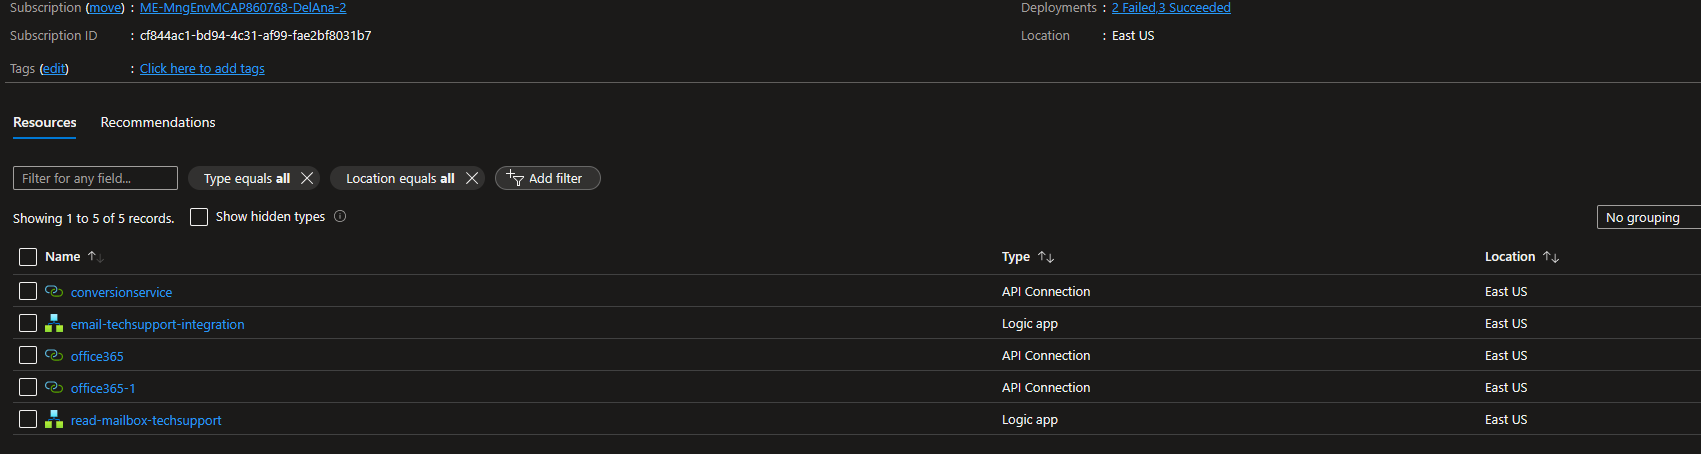 Subscription (move) : ME-MngEnvMCAP860768-DelAna-2
Deployments : 2 Failed,3 Succeeded
Subscription ID : cf844ac1-bd94-4c31-af99-fae2bf8031b7
Location : East US
Tags (edit) : Click here to add tags
Resources Recommendations
Filter for any field... Type equals all Location equals all Add filter
Showing 1 to 5 of 5 records. Show hidden types
No grouping
Name Type Location
conversionservice API Connection East US
email-techsupport-integration Logic app East US
office365 API Connection East US
office365-1 API Connection East US
read-mailbox-techsupport Logic app East US